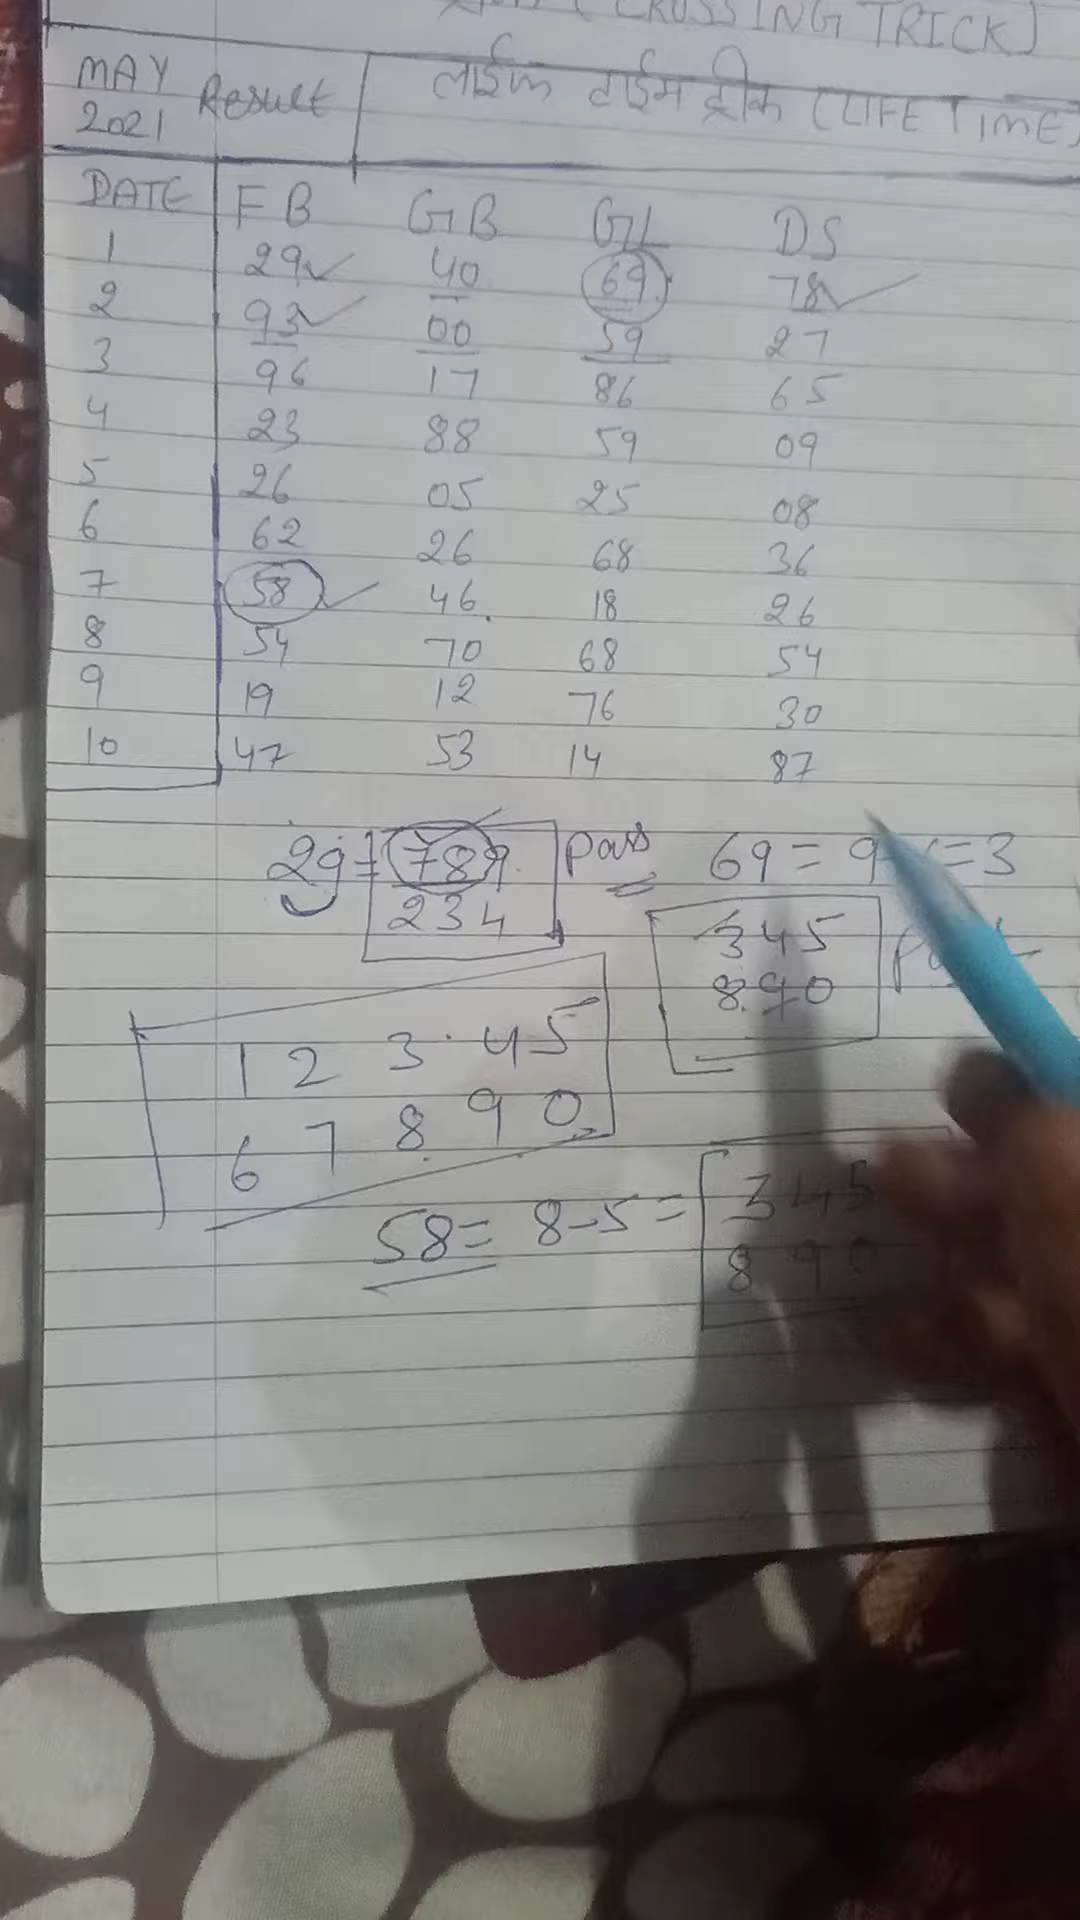 (CROSSING TRICK)
MAY 2021 Result लाईफ टाईम ट्रीक (LIFE TIME)
DATE FB GB GL DS
1 29 40 69 78
2 93 00 59 27
3 96 17 86 65
4 23 88 59 09
5 26 05 25 08
6 62 26 68 36
7 58 46 18 26
8 54 70 68 54
9 19 12 76 30
10 47 53 14 87
29= 789 Pass
234
69= 9 =3
345
890
1 2 3 4 5
6 7 8 9 0
58= 8-5= 345
890